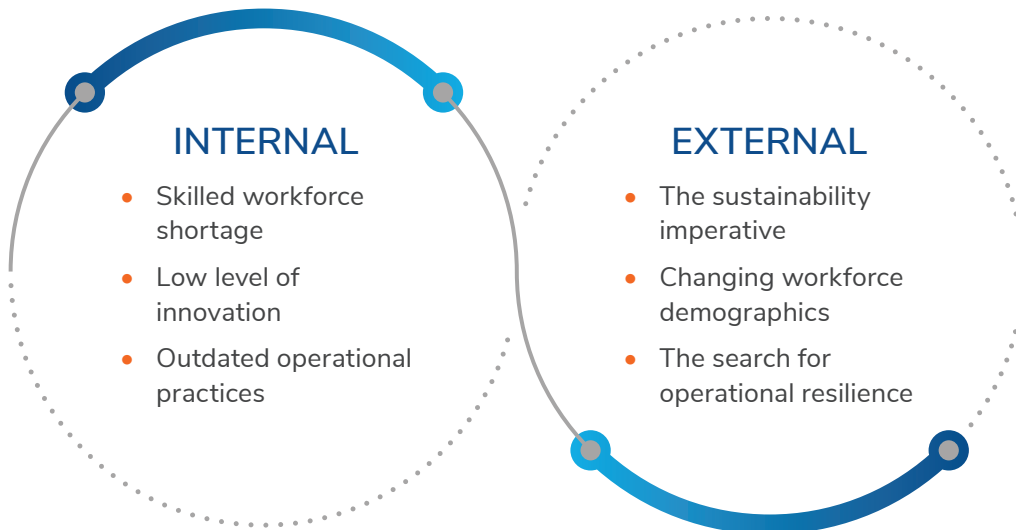 INTERNAL
• Skilled workforce
shortage
• Low level of
innovation
• Outdated operational
practices
EXTERNAL
• The sustainability
imperative
• Changing workforce
demographics
• The search for
operational resilience